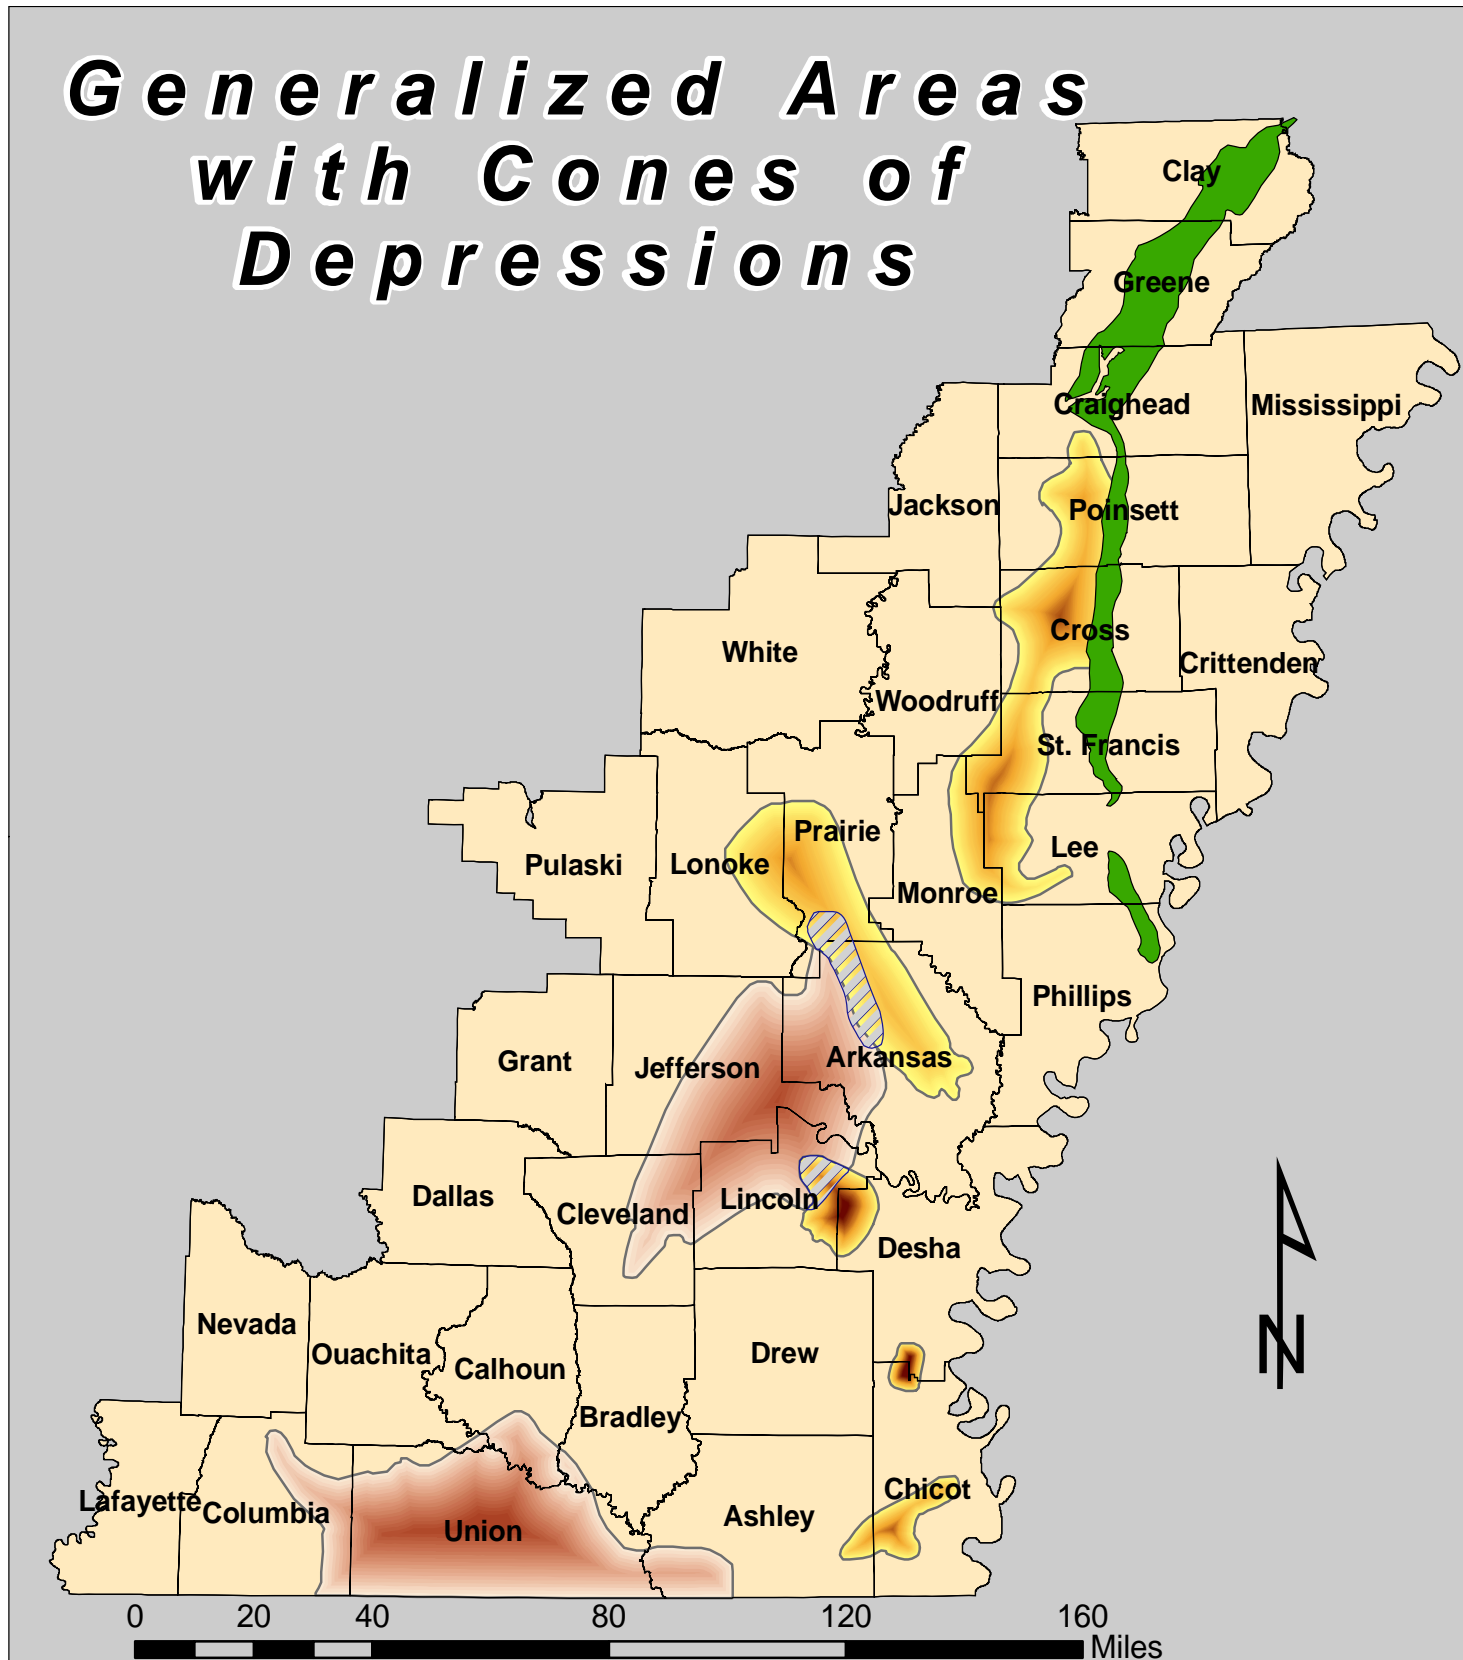 Generalized Areas
with Cones of
Depressions
Clay
Greene
Craighead
Mississippi
Jackson
Poinsett
Cross
White
Crittenden
Woodruff
St. Francis
Prairie
Lee
Pulaski
Lonoke
Monroe
Phillips
Grant
Jefferson
Arkansas
Dallas
Cleveland
Lincoln
Desha
Nevada
Ouachita
Calhoun
Drew
N
Bradley
Chicot
Lafayette
Columbia
Union
Ashley
0 20 40 80 120 160
Miles